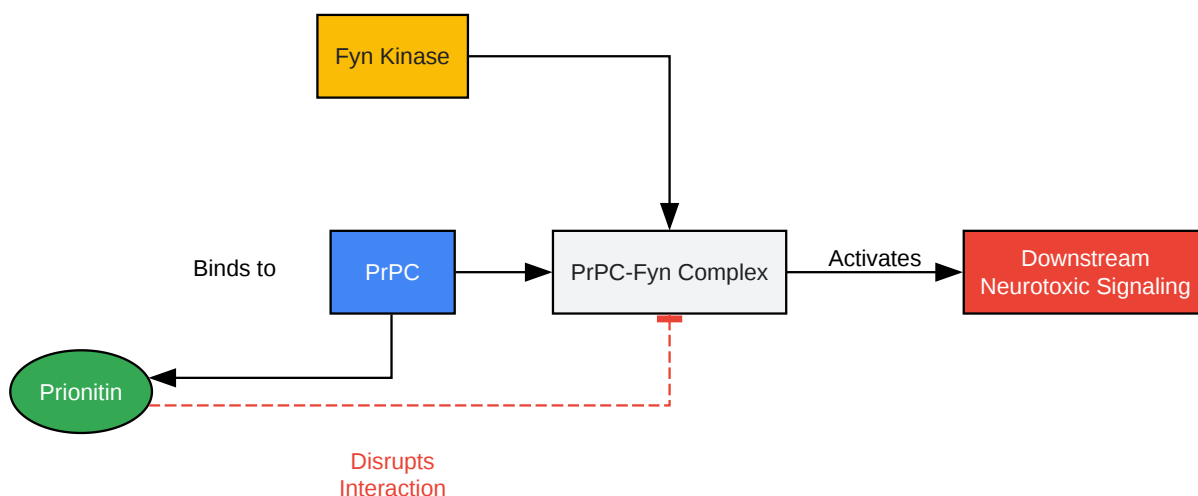 Fyn Kinase
Binds to
PrPC
PrPC-Fyn Complex
Activates
Downstream
Neurotoxic Signaling
Prionitin
Disrupts
Interaction